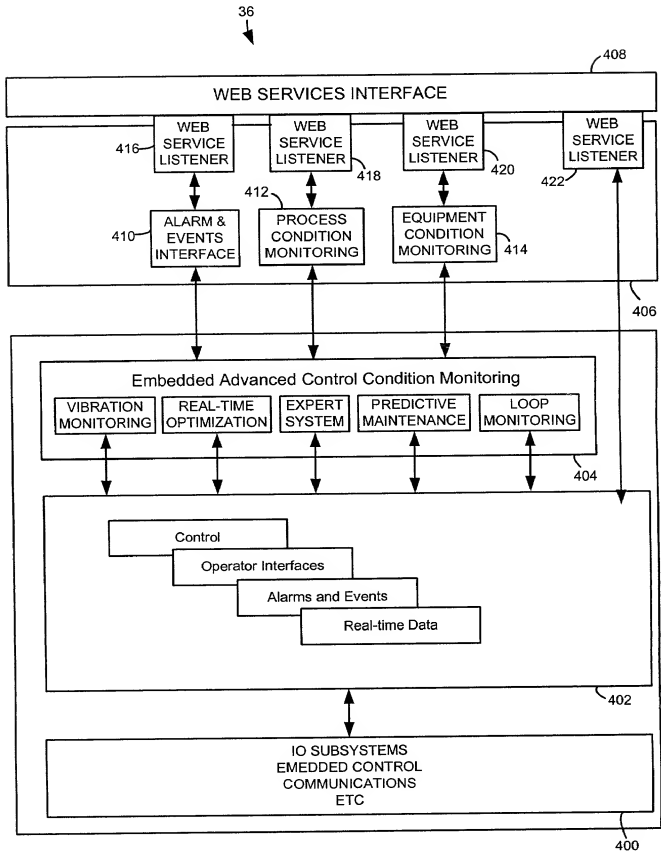 36
408
WEB SERVICES INTERFACE
WEB
SERVICE
LISTENER
416
WEB
SERVICE
LISTENER
418
WEB
SERVICE
LISTENER
420
WEB
SERVICE
LISTENER
422
ALARM &
EVENTS
INTERFACE
410
412
PROCESS
CONDITION
MONITORING
EQUIPMENT
CONDITION
MONITORING
414
406
Embedded Advanced Control Condition Monitoring
VIBRATION
MONITORING
REAL-TIME
OPTIMIZATION
EXPERT
SYSTEM
PREDICTIVE
MAINTENANCE
LOOP
MONITORING
404
Control
Operator Interfaces
Alarms and Events
Real-time Data
402
IO SUBSYSTEMS
EMEDDED CONTROL
COMMUNICATIONS
ETC
400